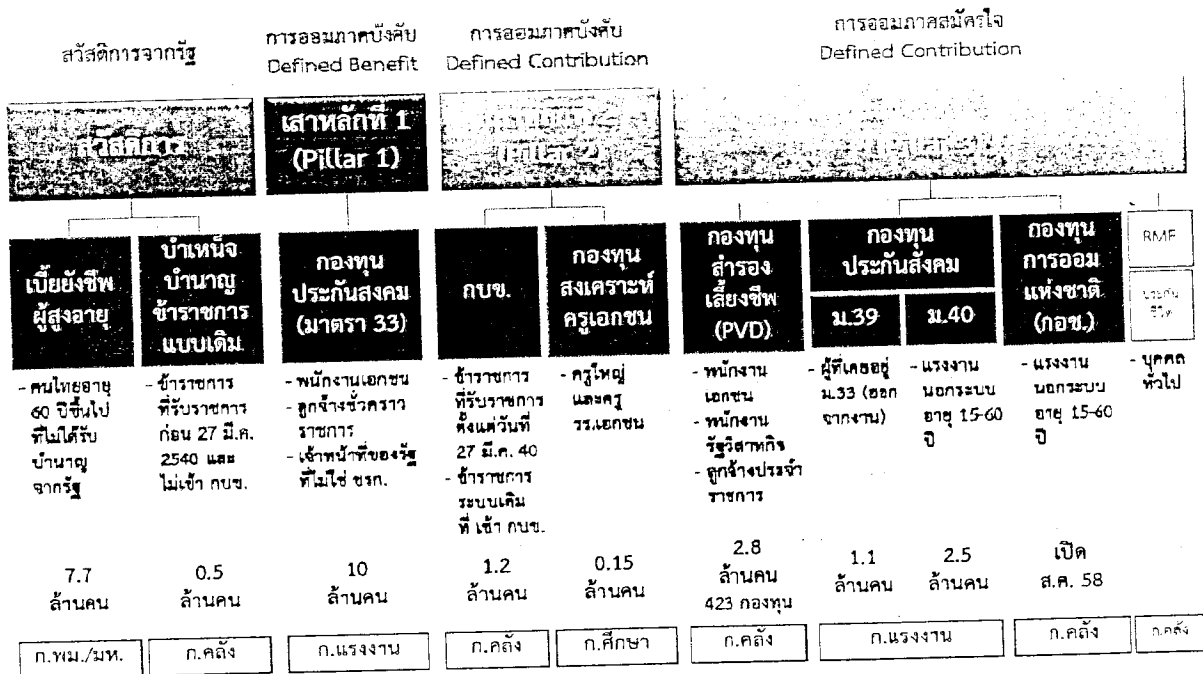 สวัสดิการจากรัฐ
การออมภาคบังคับ
Defined Benefit
การออมภาคบังคับ
Defined Contribution
การออมภาคสมัครใจ
Defined Contribution
สวัสดิการ
เสาหลักที่ 1
(Pillar 1)
(Pillar 2)
เบี้ยยังชีพ
ผู้สูงอายุ
บำเหน็จ
บำนาญ
ข้าราชการ
แบบเดิม
กองทุน
ประกันสังคม
(มาตรา 33)
กบข.
กองทุน
สงเคราะห์
ครูเอกชน
กองทุน
สำรอง
เลี้ยงชีพ
(PVD)
กองทุน
ประกันสังคม
ม.39
ม.40
กองทุน
การออม
แห่งชาติ
(กอช.)
RMF
ประกัน
ชีวิต
- คนไทยอายุ
60 ปีขึ้นไป
ที่ไม่ได้รับ
บำนาญ
จากรัฐ
- ข้าราชการ
ที่รับราชการ
ก่อน 27 มี.ค.
2540 และ
ไม่เข้า กบข.
- พนักงานเอกชน
- ลูกจ้างชั่วคราว
ราชการ
- เจ้าหน้าที่ของรัฐ
ที่ไม่ใช่ ขรก.
- ข้าราชการ
ที่รับราชการ
ตั้งแต่วันที่
27 มี.ค. 40
- ข้าราชการ
ระบบเดิม
ที่ เข้า กบข.
- ครูใหญ่
และครู
รร.เอกชน
- พนักงาน
เอกชน
- พนักงาน
รัฐวิสาหกิจ
- ลูกจ้างประจำ
ราชการ
- ผู้ที่เคยอยู่
ม.33 (ออก
จากงาน)
- แรงงาน
นอกระบบ
อายุ 15-60
ปี
- แรงงาน
นอกระบบ
อายุ 15-60
ปี
- บุคคล
ทั่วไป
7.7
ล้านคน
0.5
ล้านคน
10
ล้านคน
1.2
ล้านคน
0.15
ล้านคน
2.8
ล้านคน
423 กองทุน
1.1
ล้านคน
2.5
ล้านคน
เปิด
ส.ค. 58
ก.พม./มท.
ก.คลัง
ก.แรงงาน
ก.คลัง
ก.ศึกษา
ก.คลัง
ก.แรงงาน
ก.คลัง
ก.คลัง